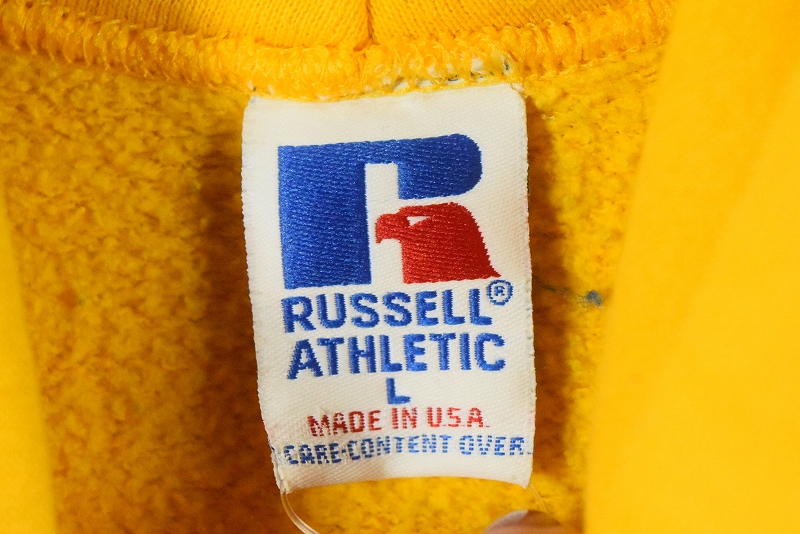 RUSSELL®
ATHLETIC
L
MADE IN U.S.A.
CARE-CONTENT OVER.